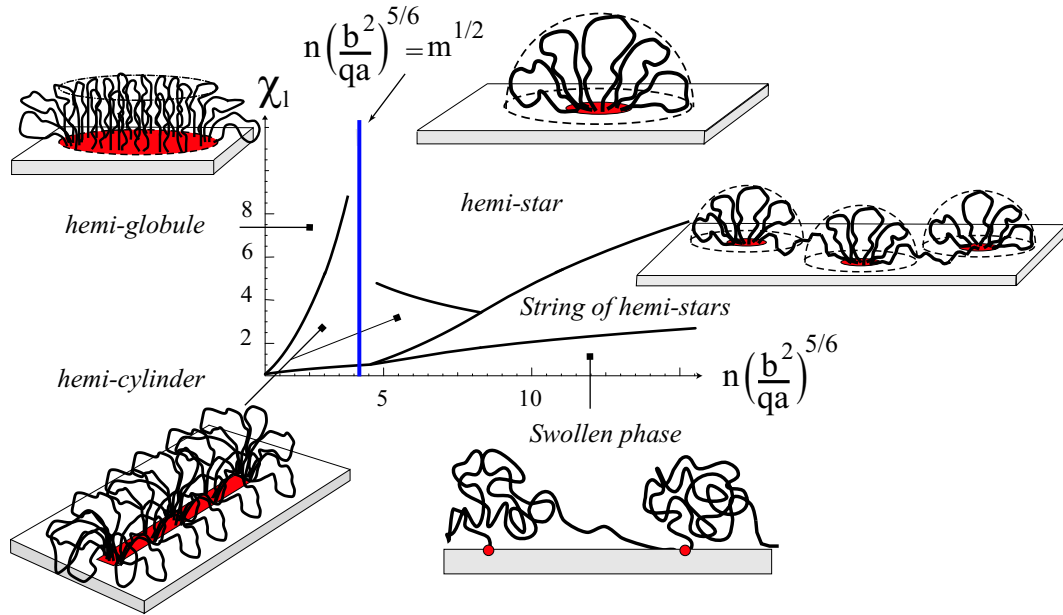 n(b²/qa)^5/6 = m^1/2
χ₁
hemi-star
8
hemi-globule
6
4
String of hemi-stars
2
hemi-cylinder
5
10
n(b²/qa)^5/6
Swollen phase